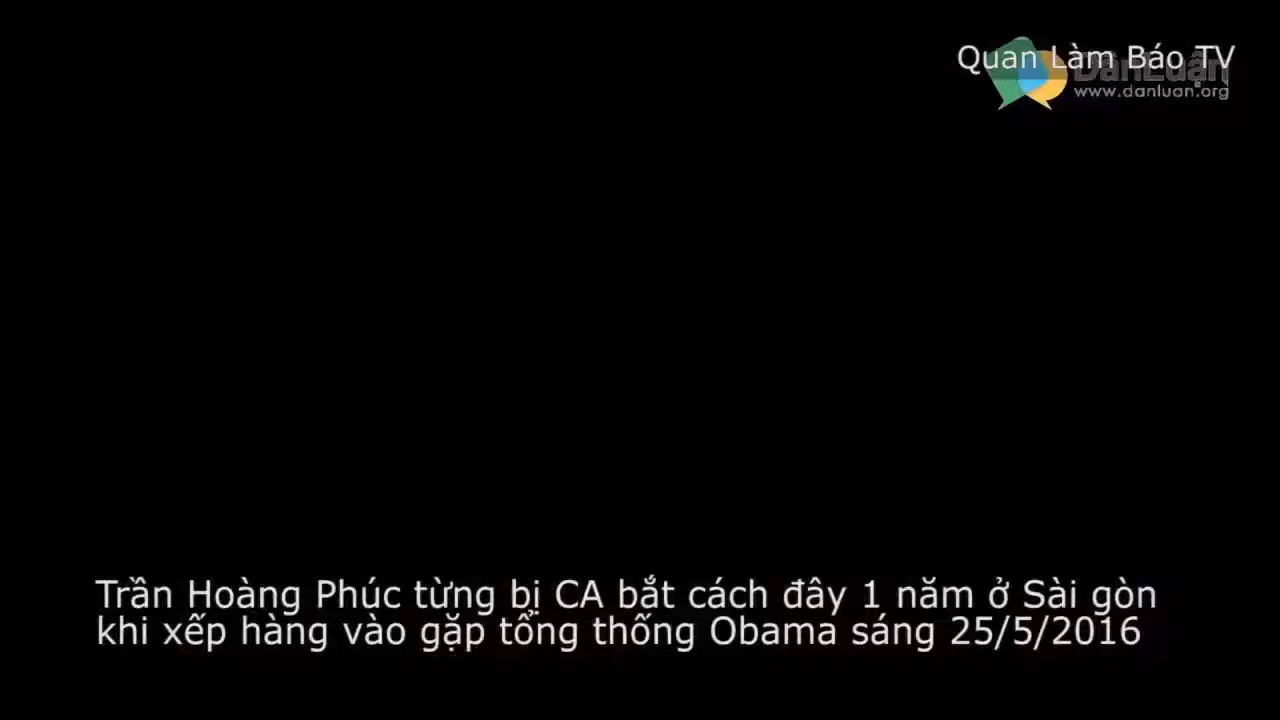 Quan Làm Báo TV
DânLuận
www.danluan.org
Trần Hoàng Phúc từng bị CA bắt cách đây 1 năm ở Sài gòn
khi xếp hàng vào gặp tổng thống Obama sáng 25/5/2016